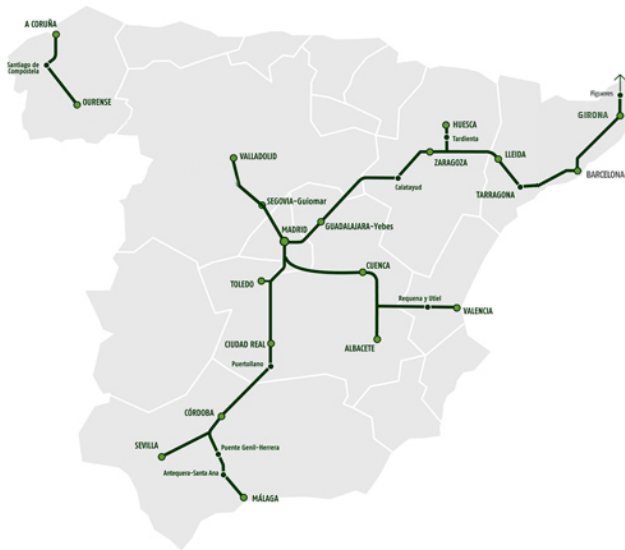 A CORUÑA
Santiago de
Compostela
OURENSE
Figueres
GIRONA
HUESCA
Tardienta
LLEIDA
ZARAGOZA
BARCELONA
TARRAGONA
Calatayud
VALLADOLID
SEGOVIA-Guiomar
GUADALAJARA-Yebes
MADRID
CUENCA
TOLEDO
Requena y Utiel
VALENCIA
ALBACETE
CIUDAD REAL
Puertollano
CÓRDOBA
SEVILLA
Puente Genil-Herrera
Antequera-Santa Ana
MÁLAGA